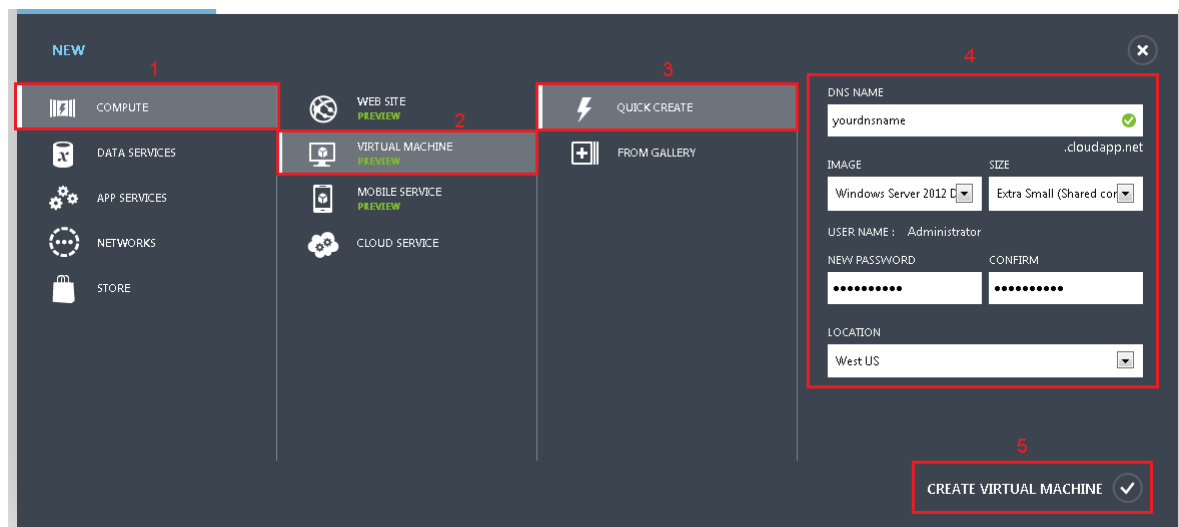 NEW
1
COMPUTE
DATA SERVICES
APP SERVICES
NETWORKS
STORE
WEB SITE
PREVIEW
2
VIRTUAL MACHINE
PREVIEW
MOBILE SERVICE
PREVIEW
CLOUD SERVICE
3
QUICK CREATE
FROM GALLERY
4
DNS NAME
yourdnsname
.cloudapp.net
IMAGE SIZE
Windows Server 2012 D Extra Small (Shared cor
USER NAME : Administrator
NEW PASSWORD CONFIRM
•••••••••• ••••••••••
LOCATION
West US
5
CREATE VIRTUAL MACHINE